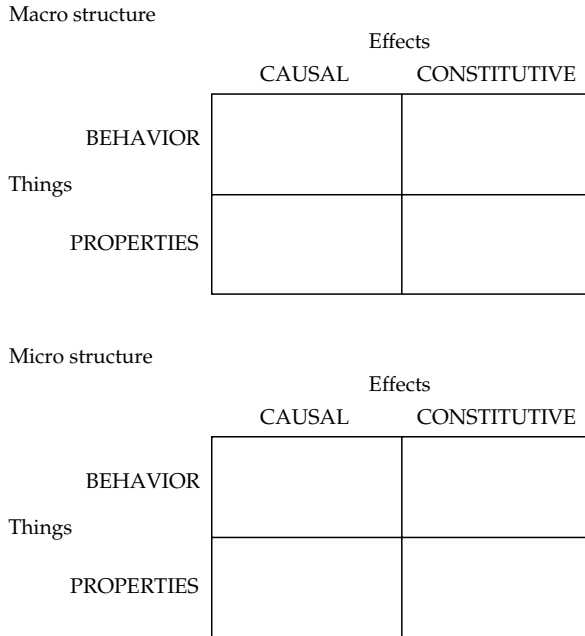 Macro structure
Effects
CAUSAL CONSTITUTIVE
BEHAVIOR
Things
PROPERTIES
Micro structure
Effects
CAUSAL CONSTITUTIVE
BEHAVIOR
Things
PROPERTIES